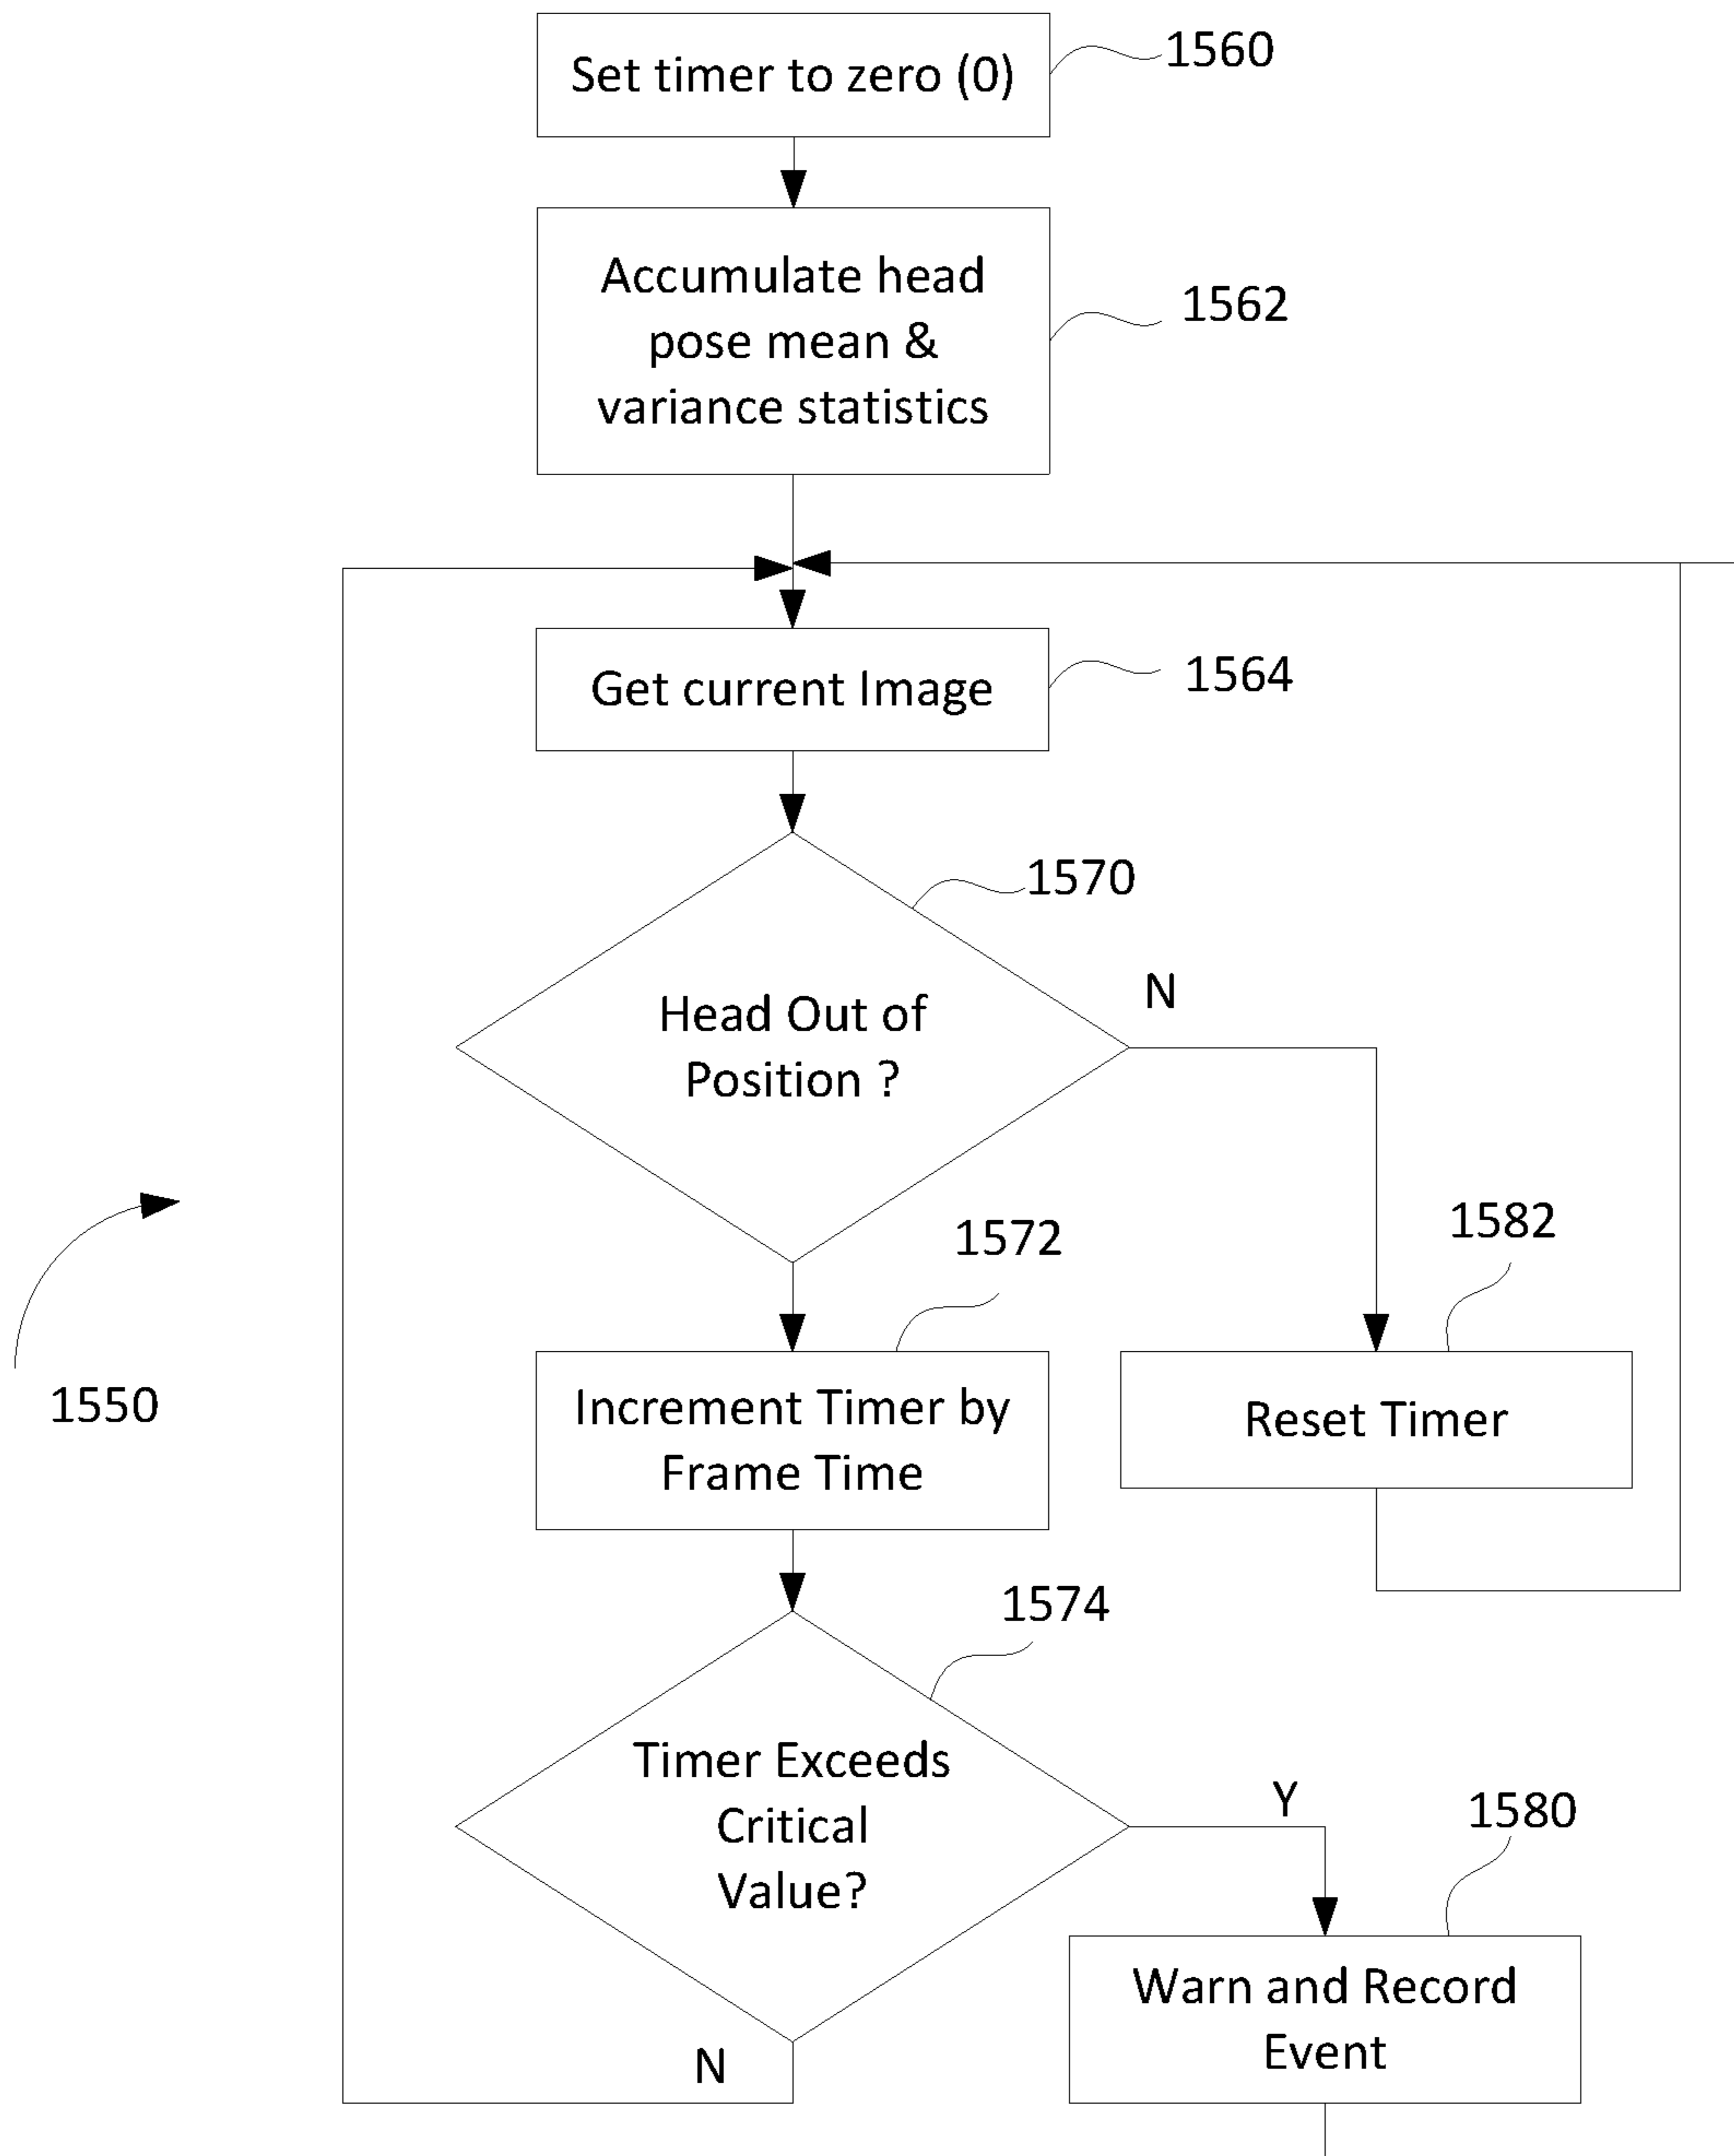 Set timer to zero (0)
1560
Accumulate head
pose mean &
variance statistics
1562
Get current Image
1564
1570
Head Out of
Position ?
N
1572
1582
1550
Increment Timer by
Frame Time
Reset Timer
1574
Timer Exceeds
Critical
Value?
Y
1580
Warn and Record
Event
N